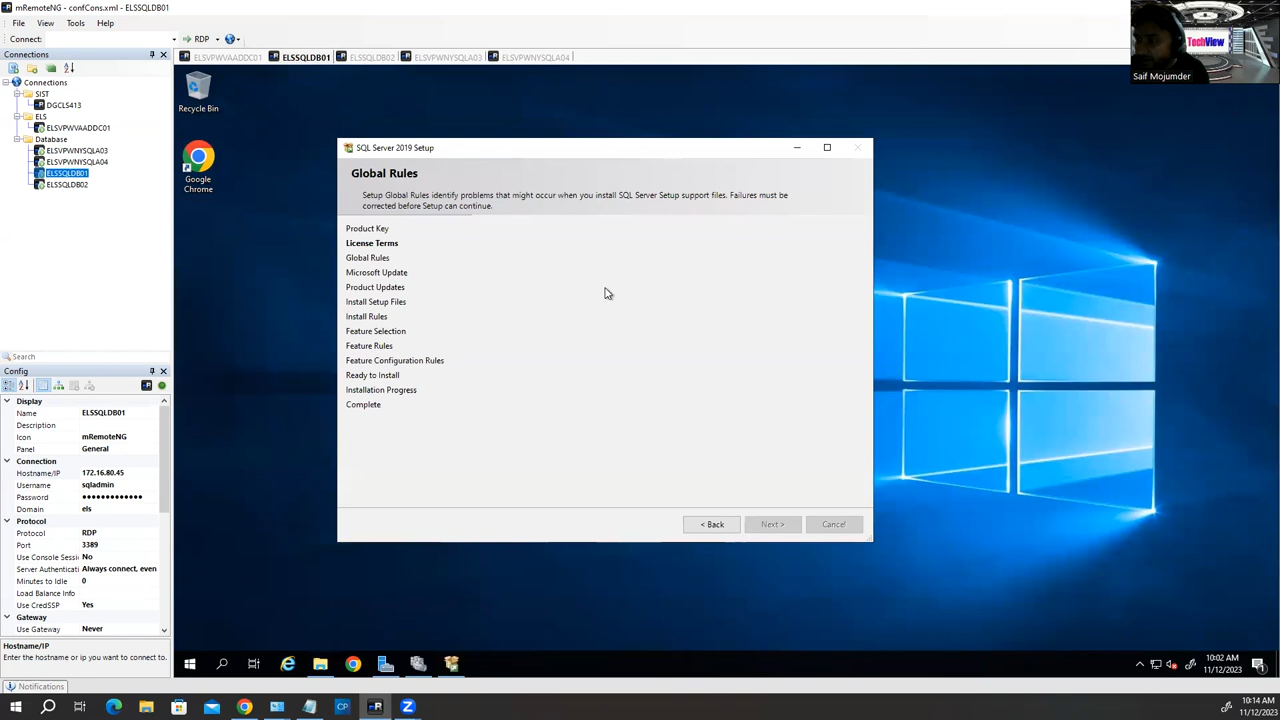 mRemoteNG - confCons.xml - ELSSQLDB01
File View Tools Help
Connect: RDP
Connections
Connections
SIST
DGCLS413
ELS
ELSVPWVAADDC01
Database
ELSVPWNYSQLA03
ELSVPWNYSQLA04
ELSSQLDB01
ELSSQLDB02
Search
Config
Display
Name ELSSQLDB01
Description
Icon mRemoteNG
Panel General
Connection
Hostname/IP 172.16.80.45
Username sqladmin
Password ●●●●●●●●●●●●●
Domain els
Protocol
Protocol RDP
Port 3389
Use Console Sessi No
Server Authenticati Always connect, even
Minutes to Idle 0
Load Balance Info
Use CredSSP Yes
Gateway
Use Gateway Never
Hostname/IP
Enter the hostname or ip you want to connect to.
Notifications
ELSVPWVAADDC01 ELSSQLDB01 ELSSQLDB02 ELSVPWNYSQLA03 ELSVPWNYSQLA04
Recycle Bin
Google
Chrome
SQL Server 2019 Setup
Global Rules
Setup Global Rules identify problems that might occur when you install SQL Server Setup support files. Failures must be
corrected before Setup can continue.
Product Key
License Terms
Global Rules
Microsoft Update
Product Updates
Install Setup Files
Install Rules
Feature Selection
Feature Rules
Feature Configuration Rules
Ready to Install
Installation Progress
Complete
< Back Next > Cancel
TechView
Saif Mojumder
10:02 AM
11/12/2023
10:14 AM
11/12/2023